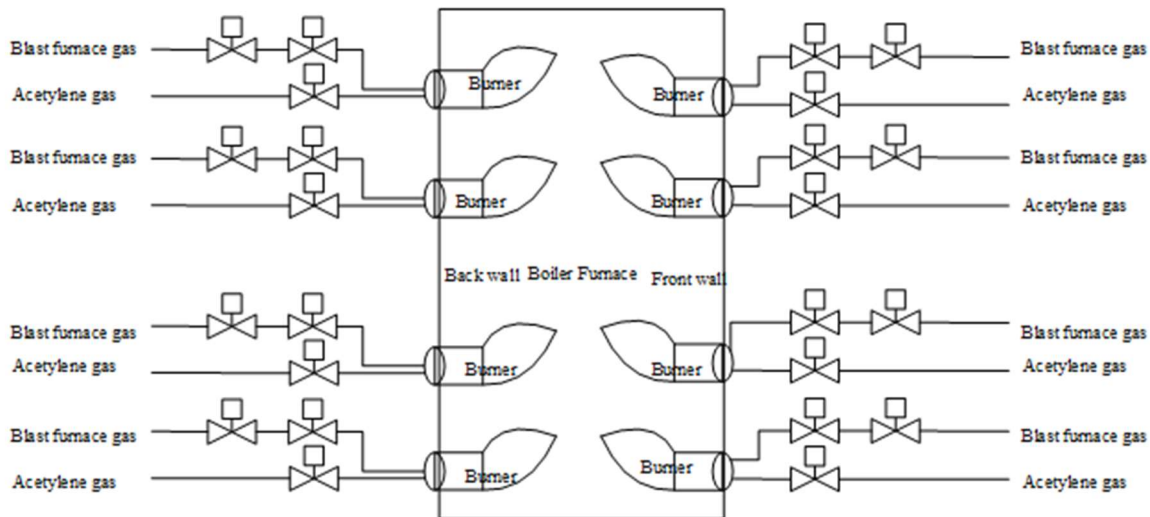 Blast furnace gas
Burner
Burner
Blast furnace gas
Acetylene gas
Acetylene gas
Blast furnace gas
Burner
Burner
Blast furnace gas
Acetylene gas
Acetylene gas
Back wall Boiler Furnace Front wall
Blast furnace gas
Burner
Burner
Blast furnace gas
Acetylene gas
Acetylene gas
Blast furnace gas
Burner
Burner
Blast furnace gas
Acetylene gas
Acetylene gas